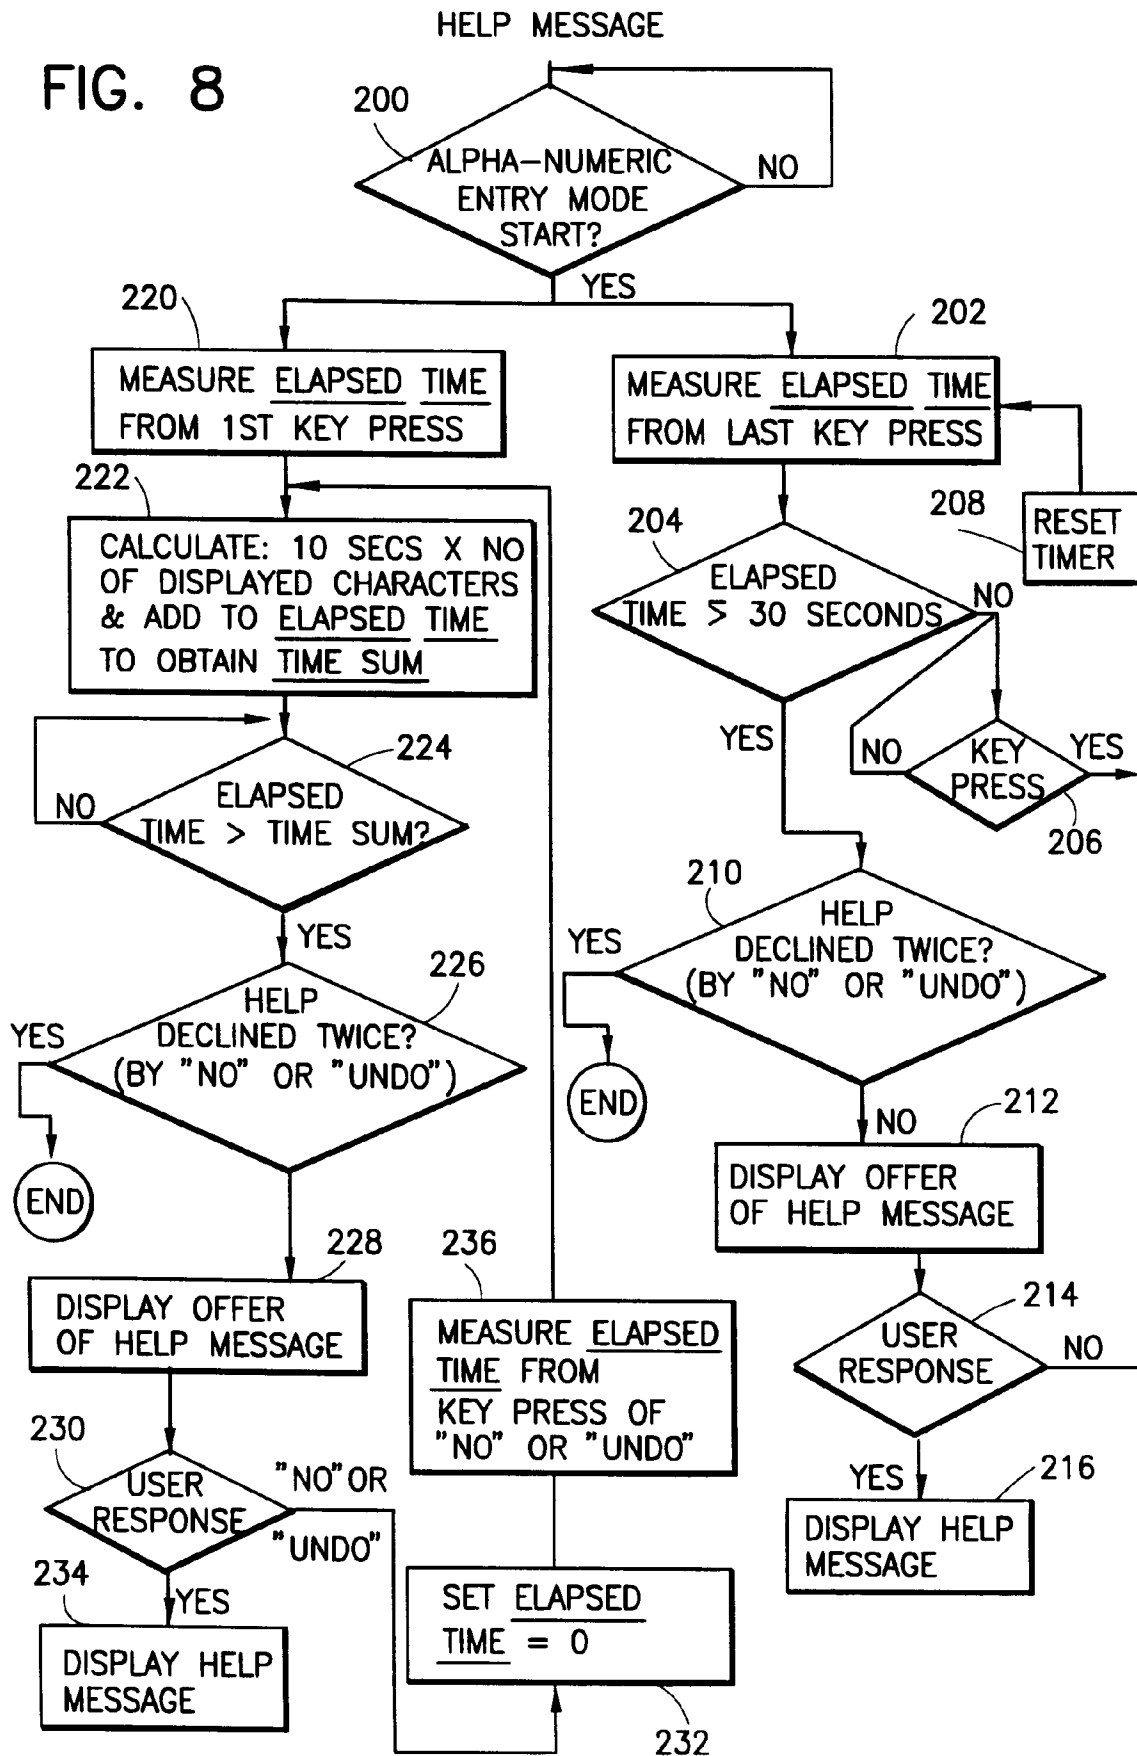 HELP MESSAGE
FIG. 8
200
ALPHA-NUMERIC
ENTRY MODE
START?
NO
YES
220
MEASURE ELAPSED TIME
FROM 1ST KEY PRESS
222
CALCULATE: 10 SECS X NO
OF DISPLAYED CHARACTERS
& ADD TO ELAPSED TIME
TO OBTAIN TIME SUM
224
ELAPSED
TIME > TIME SUM?
NO
YES
226
HELP
DECLINED TWICE?
(BY "NO" OR "UNDO")
YES
END
228
DISPLAY OFFER
OF HELP MESSAGE
230
USER
RESPONSE
"NO" OR
"UNDO"
YES
234
DISPLAY HELP
MESSAGE
236
MEASURE ELAPSED
TIME FROM
KEY PRESS OF
"NO" OR "UNDO"
SET ELAPSED
TIME = 0
232
202
MEASURE ELAPSED TIME
FROM LAST KEY PRESS
208
RESET
TIMER
204
ELAPSED
TIME > 30 SECONDS
NO
YES
KEY
PRESS
NO
YES
206
210
HELP
DECLINED TWICE?
(BY "NO" OR "UNDO")
YES
END
NO
212
DISPLAY OFFER
OF HELP MESSAGE
214
USER
RESPONSE
NO
YES
216
DISPLAY HELP
MESSAGE